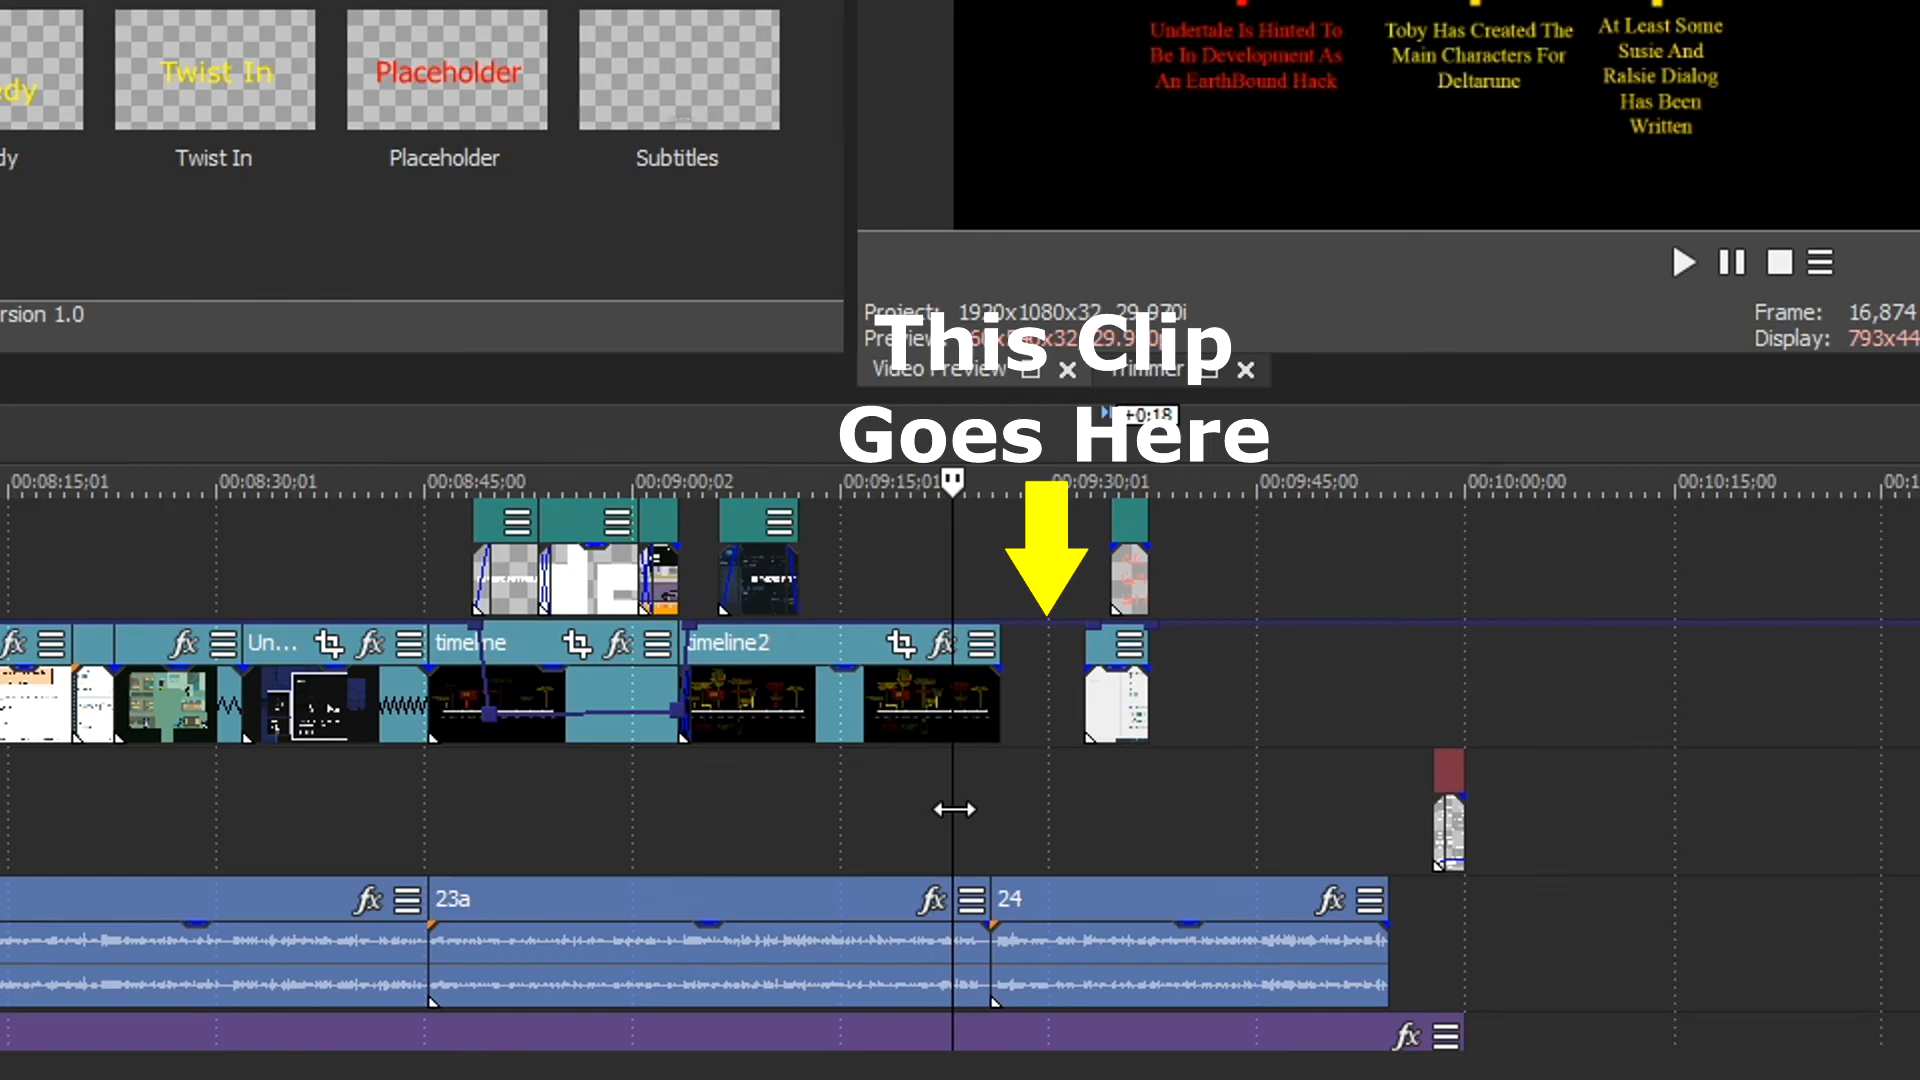 Twist In
Placeholder
edy
dy
Twist In
Placeholder
Subtitles
Undertale Is Hinted To
Be In Development As
An EarthBound Hack
Toby Has Created The
Main Characters For
Deltarune
At Least Some
Susie And
Ralsie Dialog
Has Been
Written
rsion 1.0
Project: 1920x1080x32, 29.970i
Frame: 16,874
Preview:
Display: 793x44
Video Preview
Trimmer
This Clip
Goes Here
+0:18
00:08:15;01
00:08:30;01
00:08:45;00
00:09:00;02
00:09:15;01
00:09:30;01
00:09:45;00
00:10:00;00
00:10:15;00
00:1
fx
fx
Un...
fx
timeline
fx
timeline2
fx
fx
23a
fx
24
fx
fx